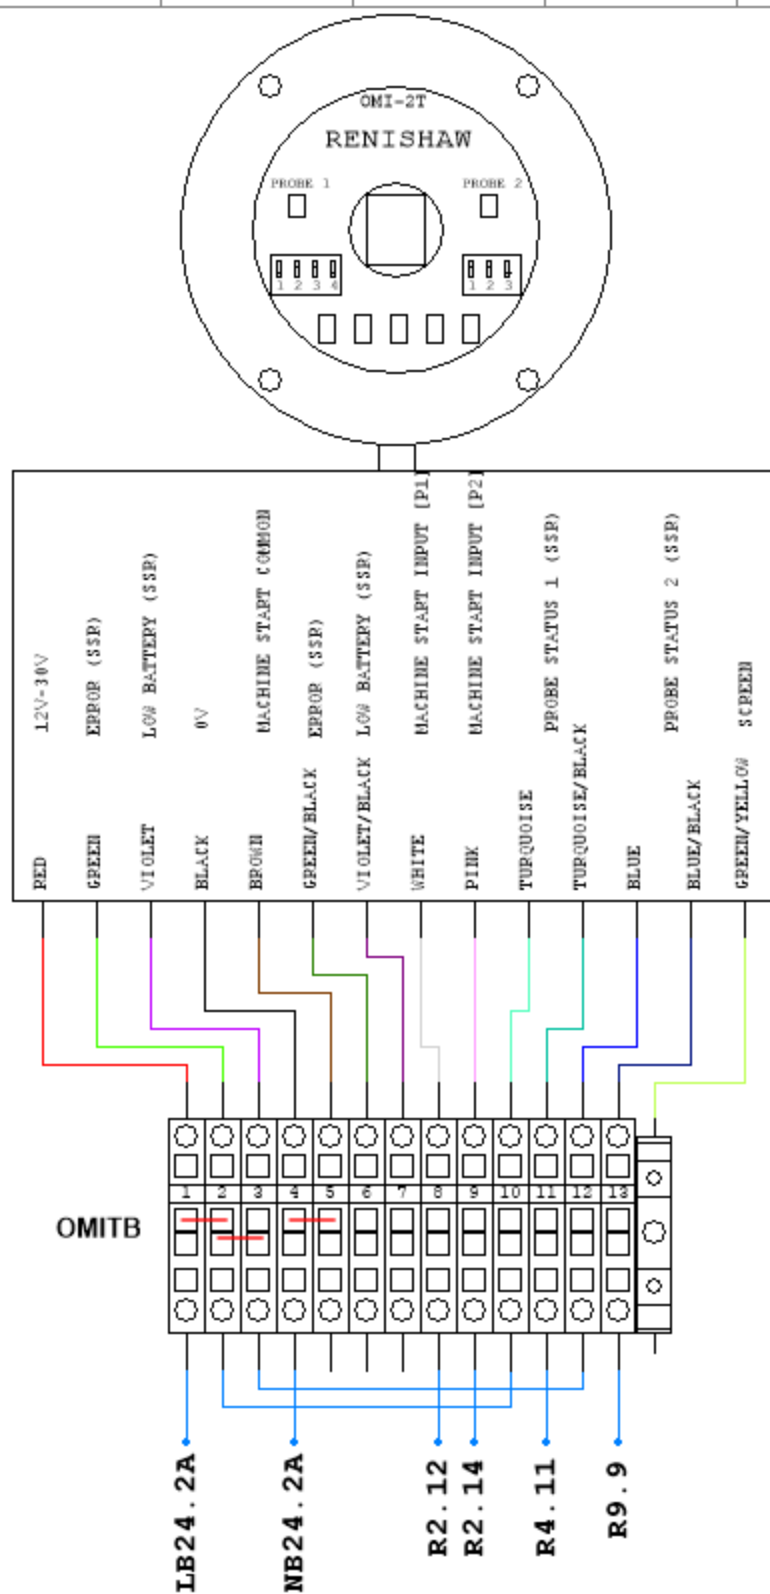 OMI-2T
RENISHAW
PROBE 1
PROBE 2
1 2 3 4
1 2 3
12V-30V
ERROR (SSR)
LOW BATTERY (SSR)
0V
MACHINE START COMMON
ERROR (SSR)
LOW BATTERY (SSR)
MACHINE START INPUT [P1]
MACHINE START INPUT [P2]
PROBE STATUS 1 (SSR)
PROBE STATUS 2 (SSR)
SCREEN
RED
GREEN
VIOLET
BLACK
BROWN
GREEN/BLACK
VIOLET/BLACK
WHITE
PINK
TURQUOISE
TURQUOISE/BLACK
BLUE
BLUE/BLACK
GREEN/YELLOW
1 2 3 4 5 6 7 8 9 10 11 12 13
OMITB
LB24.2A
NB24.2A
R2.12
R2.14
R4.11
R9.9